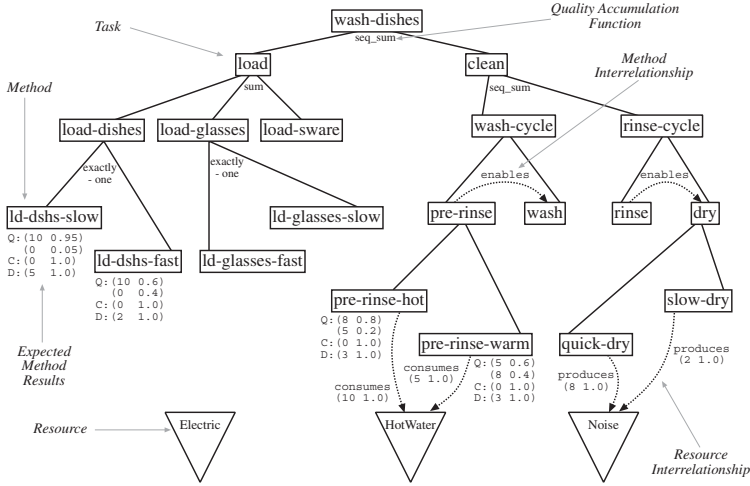 wash-dishes
Quality Accumulation
Function
Task
seq_sum
load
clean
Method
Interrelationship
sum
seq_sum
Method
load-dishes
load-glasses
load-sware
wash-cycle
rinse-cycle
exactly
- one
exactly
- one
enables
enables
ld-dshs-slow
ld-glasses-slow
pre-rinse
wash
rinse
dry
Q:(10 0.95)
(0 0.05)
C:(0 1.0)
D:(5 1.0)
ld-dshs-fast
ld-glasses-fast
Q:(10 0.6)
(0 0.4)
C:(0 1.0)
D:(2 1.0)
pre-rinse-hot
slow-dry
Q:(8 0.8)
(5 0.2)
C:(0 1.0)
D:(3 1.0)
pre-rinse-warm
quick-dry
Expected
Method
Results
Q:(5 0.6)
(8 0.4)
C:(0 1.0)
D:(3 1.0)
consumes
(5 1.0)
consumes
(10 1.0)
produces
(8 1.0)
produces
(2 1.0)
Resource
Electric
HotWater
Noise
Resource
Interrelationship